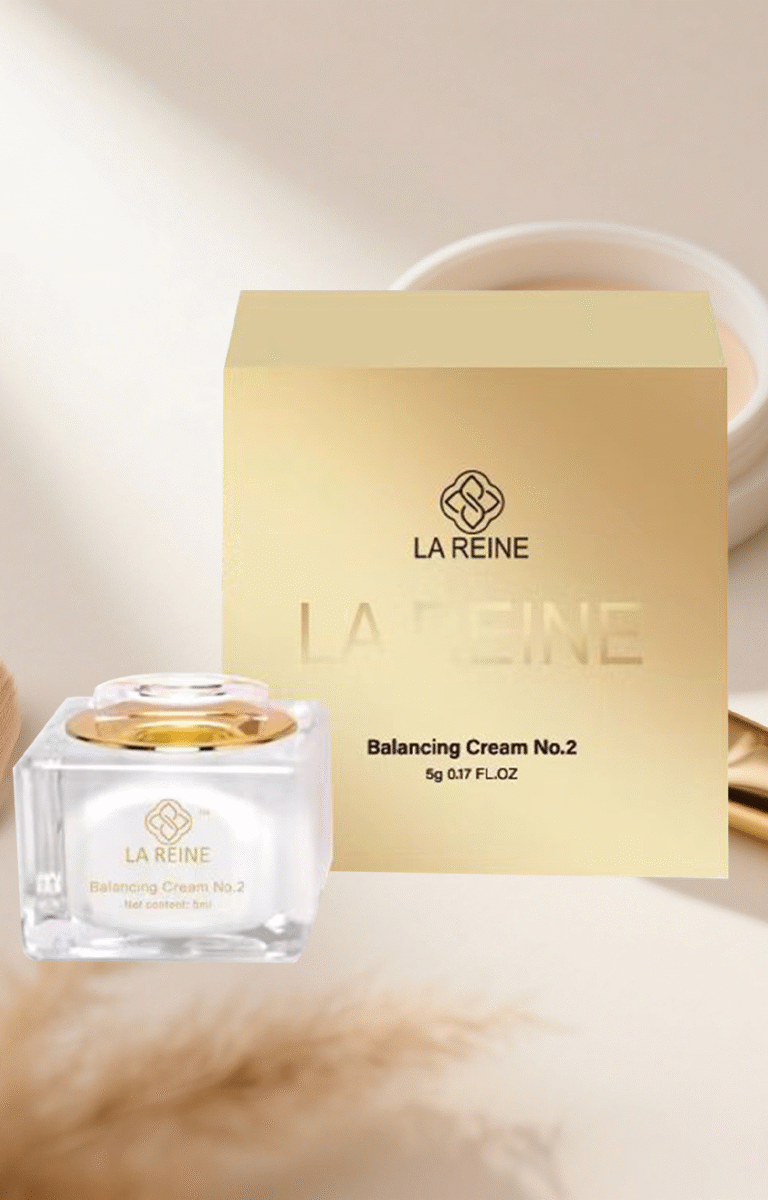 LA REINE
LA REINE
Balancing Cream No.2
5g 0.17 FL.OZ
TM
LA REINE
Balancing Cream No.2
Net content: 5ml